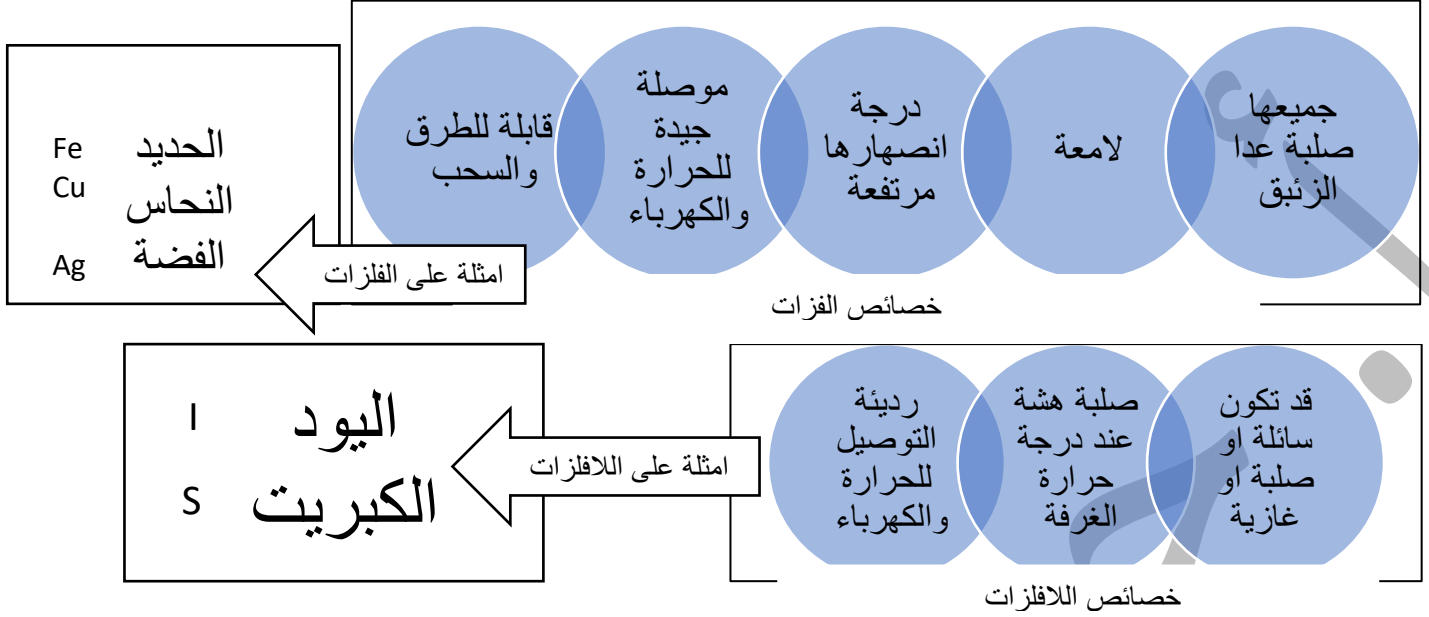 جميعها
صلبة عدا
الزئبق
لامعة
درجة
انصهارها
مرتفعة
موصلة
جيدة
للحرارة
والكهرباء
قابلة للطرق
والسحب
خصائص الفزات
امثلة على الفلزات
الحديد Fe
النحاس Cu
الفضة Ag
قد تكون
سائلة او
صلبة او
غازية
صلبة هشة
عند درجة
حرارة
الغرفة
رديئة
التوصيل
للحرارة
والكهرباء
خصائص اللافلزات
امثلة على اللافلزات
اليود I
الكبريت S